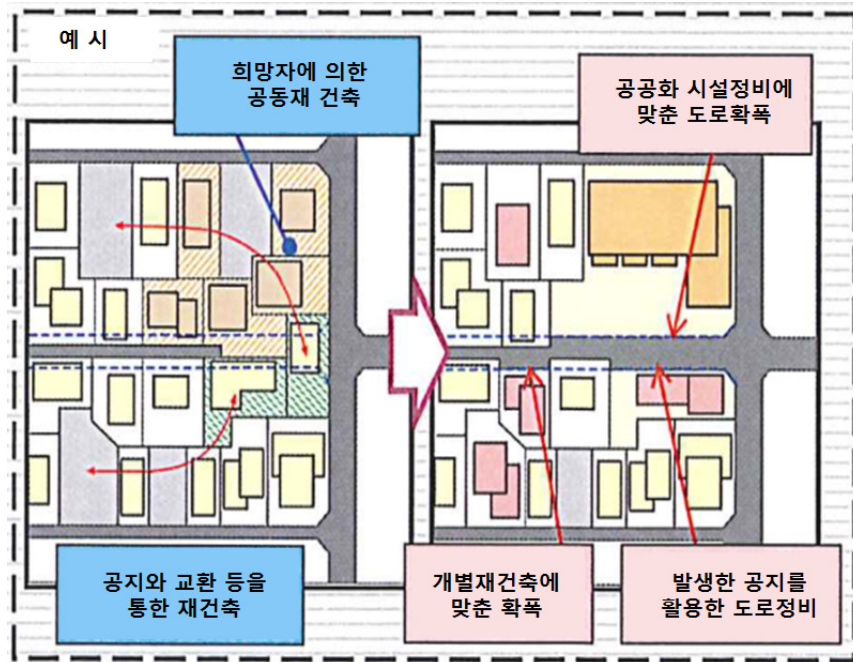 예 시
희망자에 의한
공동재 건축
공공화 시설정비에
맞춘 도로확폭
공지와 교환 등을
통한 재건축
개별재건축에
맞춘 확폭
발생한 공지를
활용한 도로정비